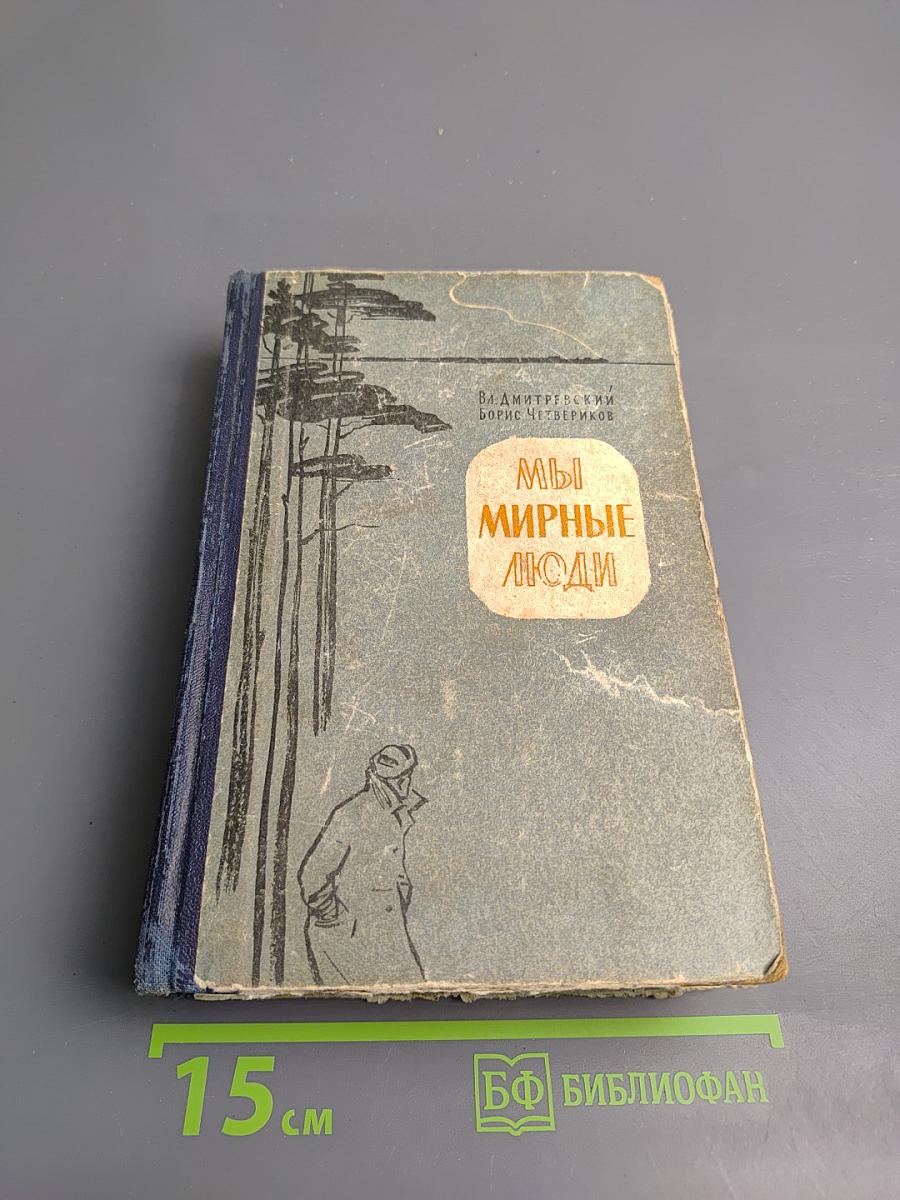 Вл. Дмитревский
Борис Четвериков
МЫ
МИРНЫЕ
ЛЮДИ
15 см
БФ БИБЛИОФАН